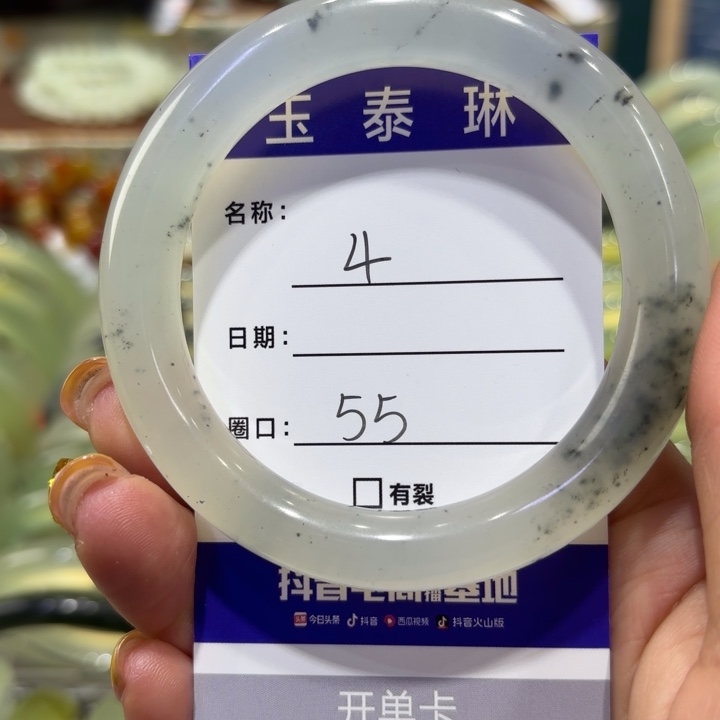 玉泰琳
名称：
4
日期：
圈口：55
□有裂
抖音电商直播基地
今日头条 抖音 西瓜视频 抖音火山版
开单卡